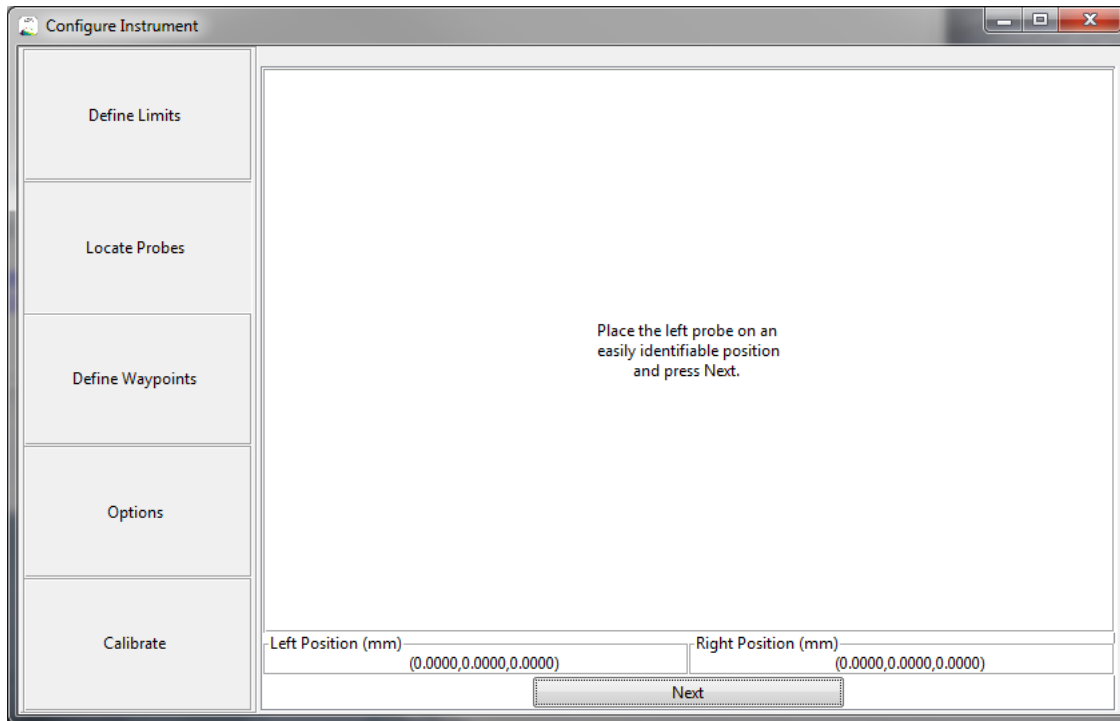 Configure Instrument
Define Limits
Locate Probes
Define Waypoints
Options
Calibrate
Place the left probe on an
easily identifiable position
and press Next.
Left Position (mm)
(0.0000,0.0000,0.0000)
Right Position (mm)
(0.0000,0.0000,0.0000)
Next